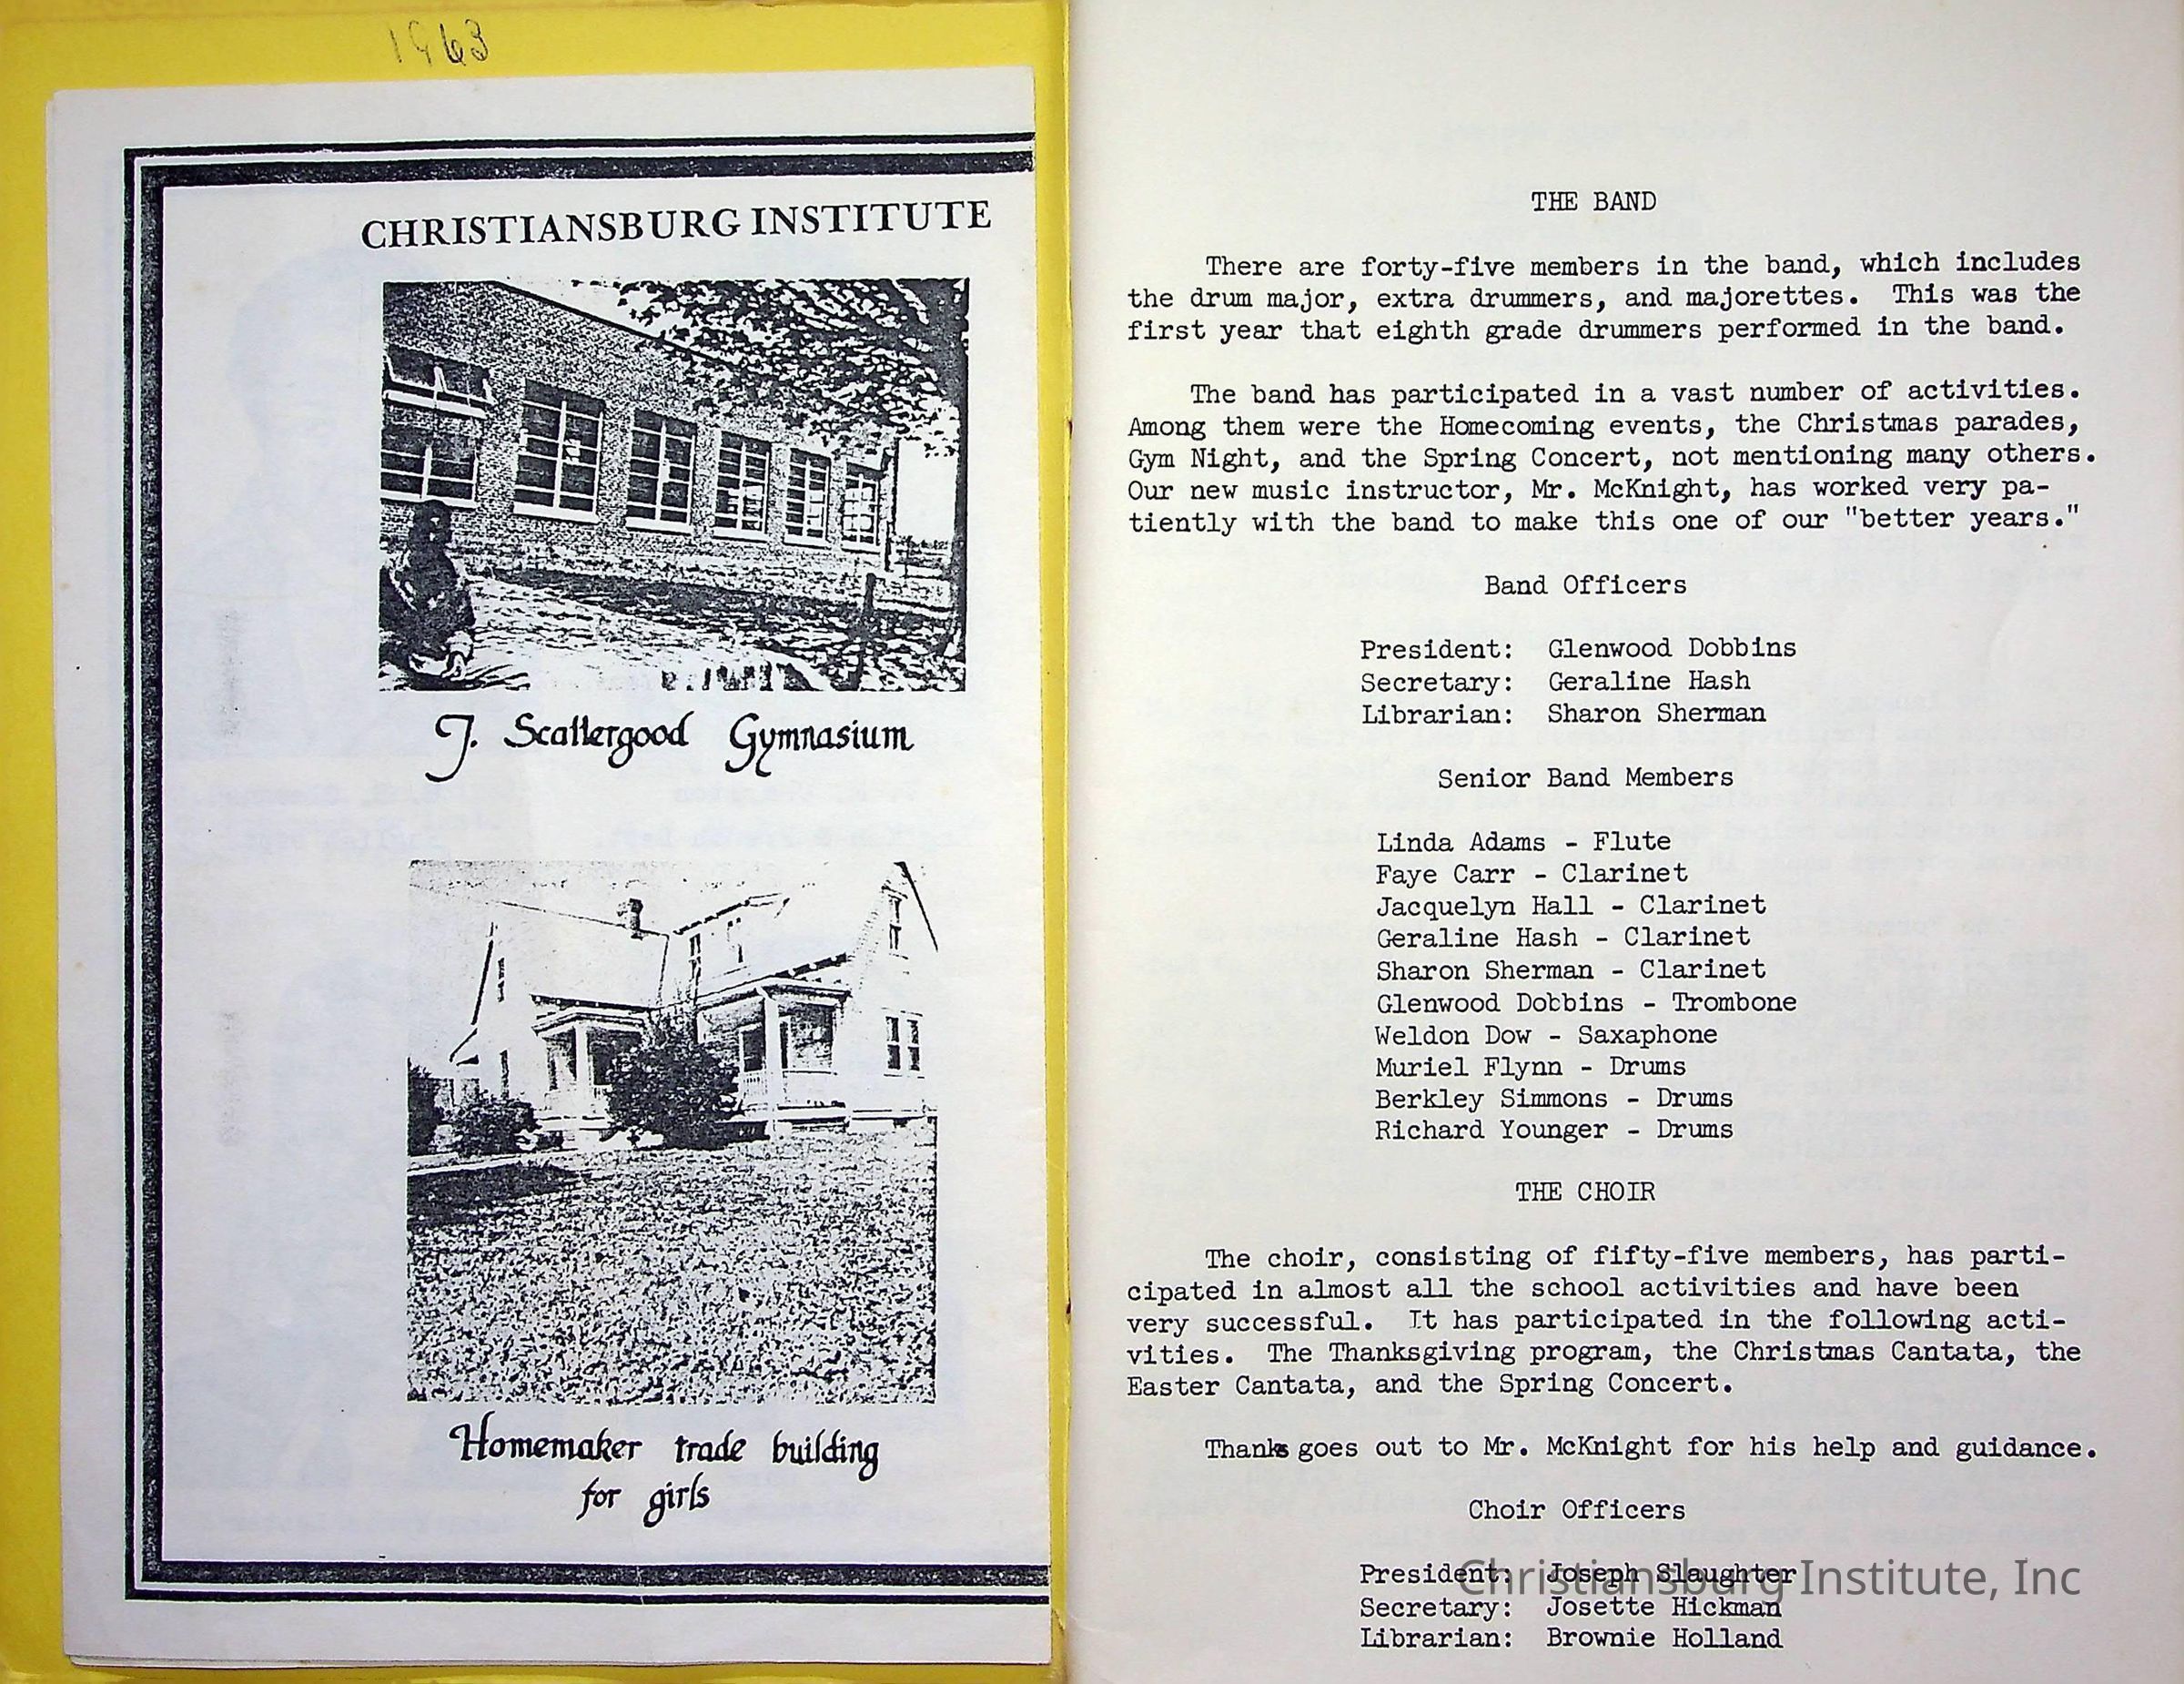 1963
CHRISTIANSBURG INSTITUTE
J. Scattergood Gymnasium
Homemaker trade building
for girls
THE BAND
There are forty-five members in the band, which includes
the drum major, extra drummers, and majorettes. This was the
first year that eighth grade drummers performed in the band.
The band has participated in a vast number of activities.
Among them were the Homecoming events, the Christmas parades,
Gym Night, and the Spring Concert, not mentioning many others.
Our new music instructor, Mr. McKnight, has worked very pa-
tiently with the band to make this one of our "better years."
Band Officers
President: Glenwood Dobbins
Secretary: Geraline Hash
Librarian: Sharon Sherman
Senior Band Members
Linda Adams - Flute
Faye Carr - Clarinet
Jacquelyn Hall - Clarinet
Geraline Hash - Clarinet
Sharon Sherman - Clarinet
Glenwood Dobbins - Trombone
Weldon Dow - Saxaphone
Muriel Flynn - Drums
Berkley Simmons - Drums
Richard Younger - Drums
THE CHOIR
The choir, consisting of fifty-five members, has parti-
cipated in almost all the school activities and have been
very successful. It has participated in the following acti-
vities. The Thanksgiving program, the Christmas Cantata, the
Easter Cantata, and the Spring Concert.
Thanks goes out to Mr. McKnight for his help and guidance.
Choir Officers
President: Joseph Slaughter
Secretary: Josette Hickman
Librarian: Brownie Holland
Christiansburg Institute, Inc